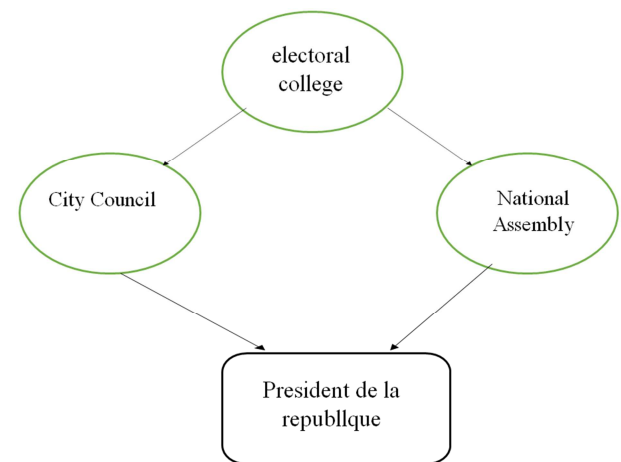 electoral
college
City Council
National
Assembly
President de la
republlque